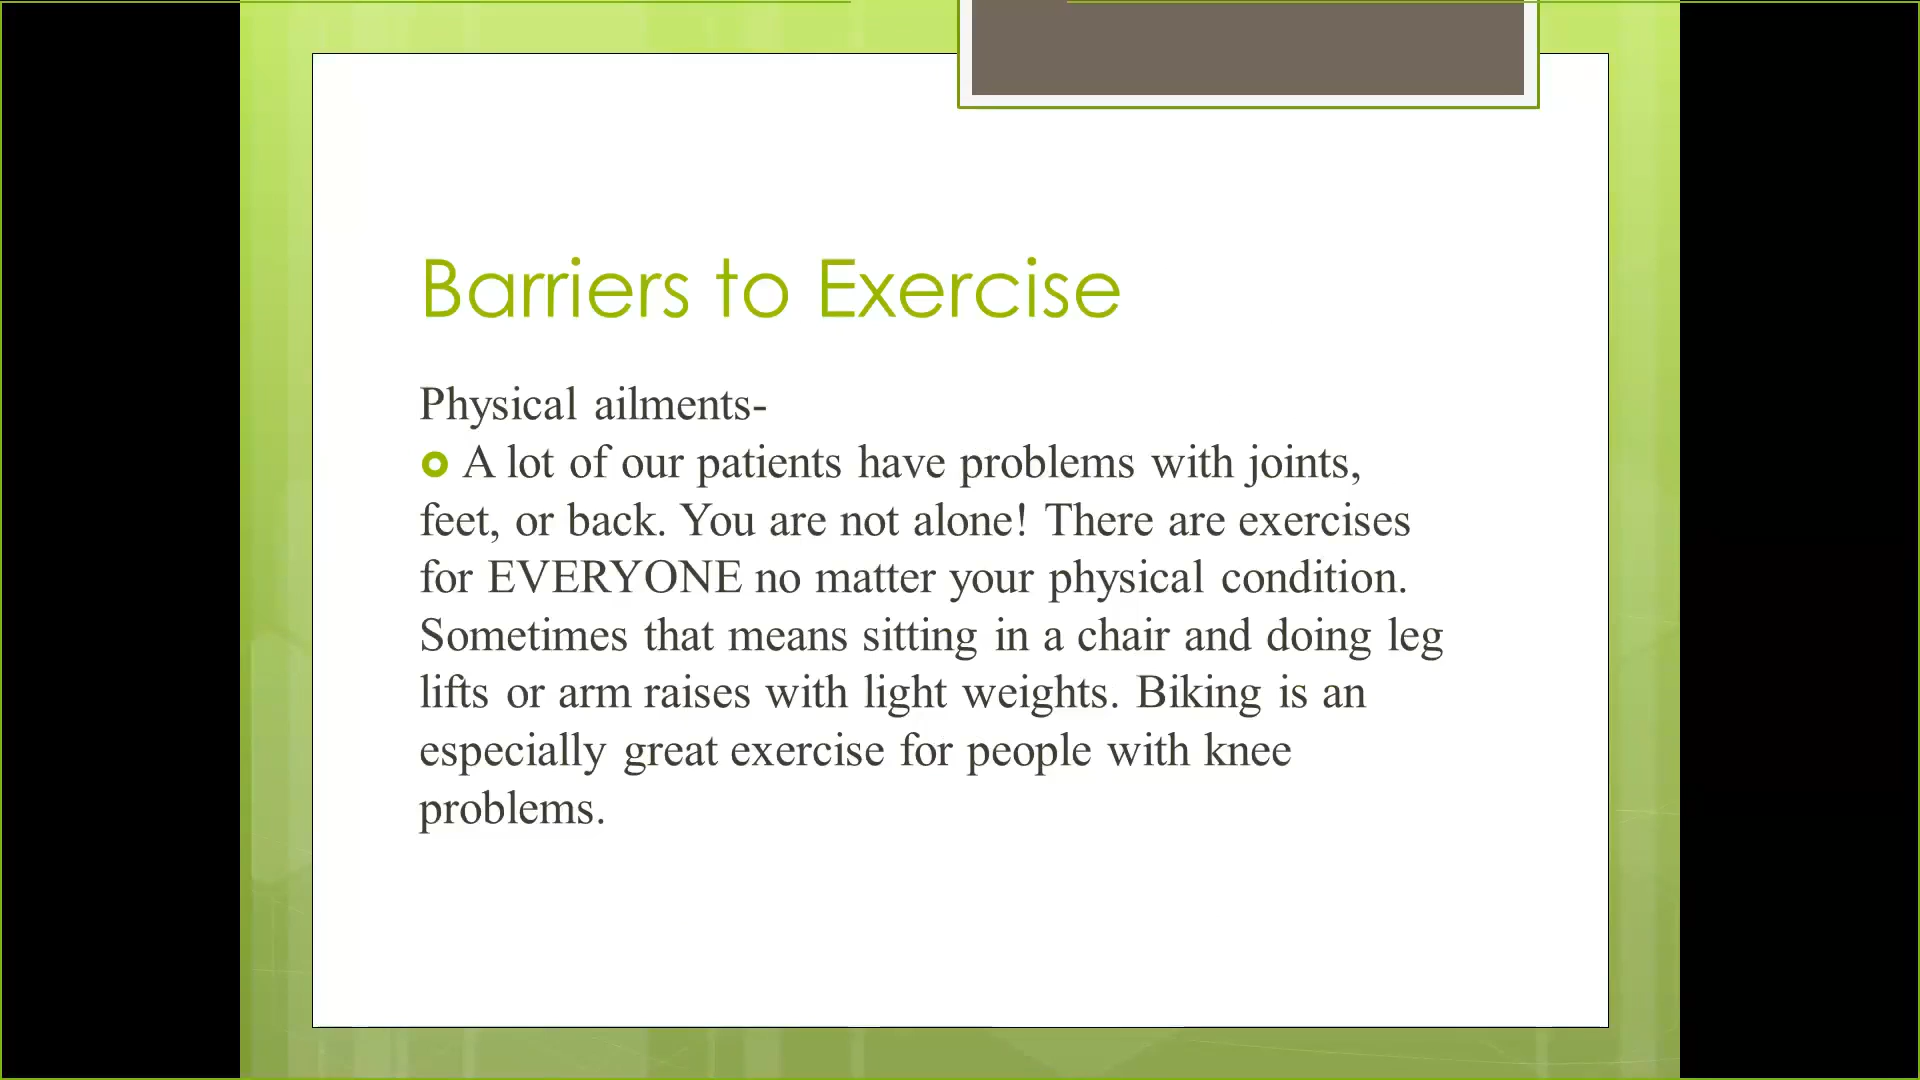 Barriers to Exercise
Physical ailments-
A lot of our patients have problems with joints,
feet, or back. You are not alone! There are exercises
for EVERYONE no matter your physical condition.
Sometimes that means sitting in a chair and doing leg
lifts or arm raises with light weights. Biking is an
especially great exercise for people with knee
problems.